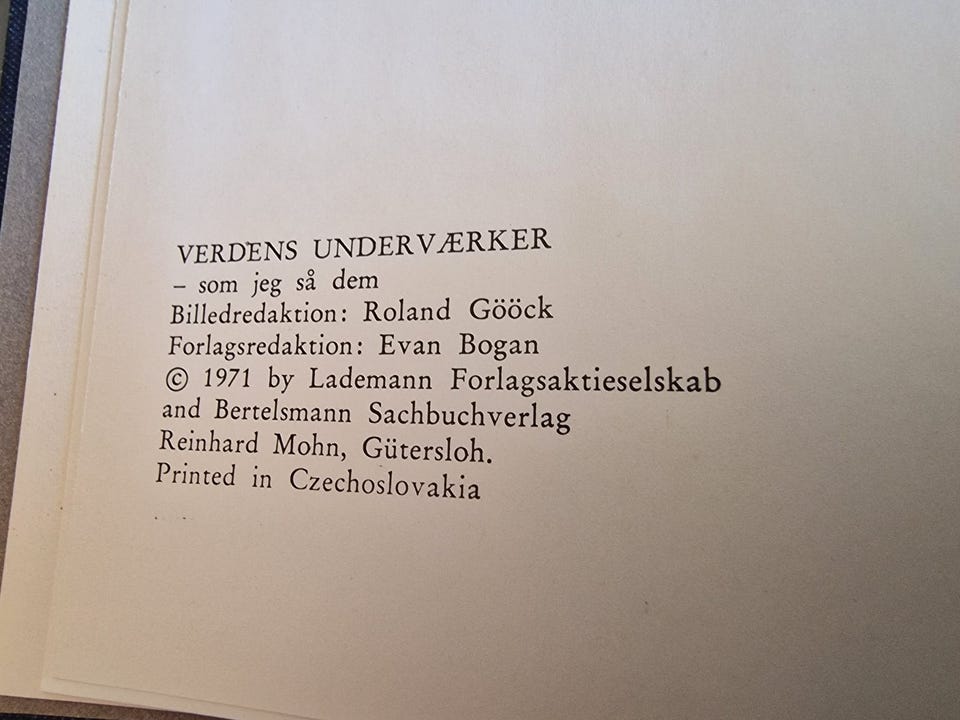 VERDENS UNDERVÆRKER
– som jeg så dem
Billedredaktion: Roland Gööck
Forlagsredaktion: Evan Bogan
© 1971 by Lademann Forlagsaktieselskab
and Bertelsmann Sachbuchverlag
Reinhard Mohn, Gütersloh.
Printed in Czechoslovakia